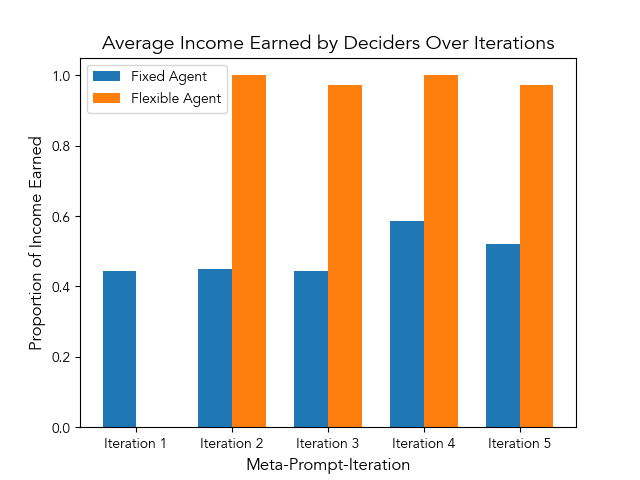 Average Income Earned by Deciders Over Iterations
Fixed Agent
Flexible Agent
Proportion of Income Earned
1.0
0.8
0.6
0.4
0.2
0.0
Iteration 1
Iteration 2
Iteration 3
Iteration 4
Iteration 5
Meta-Prompt-Iteration